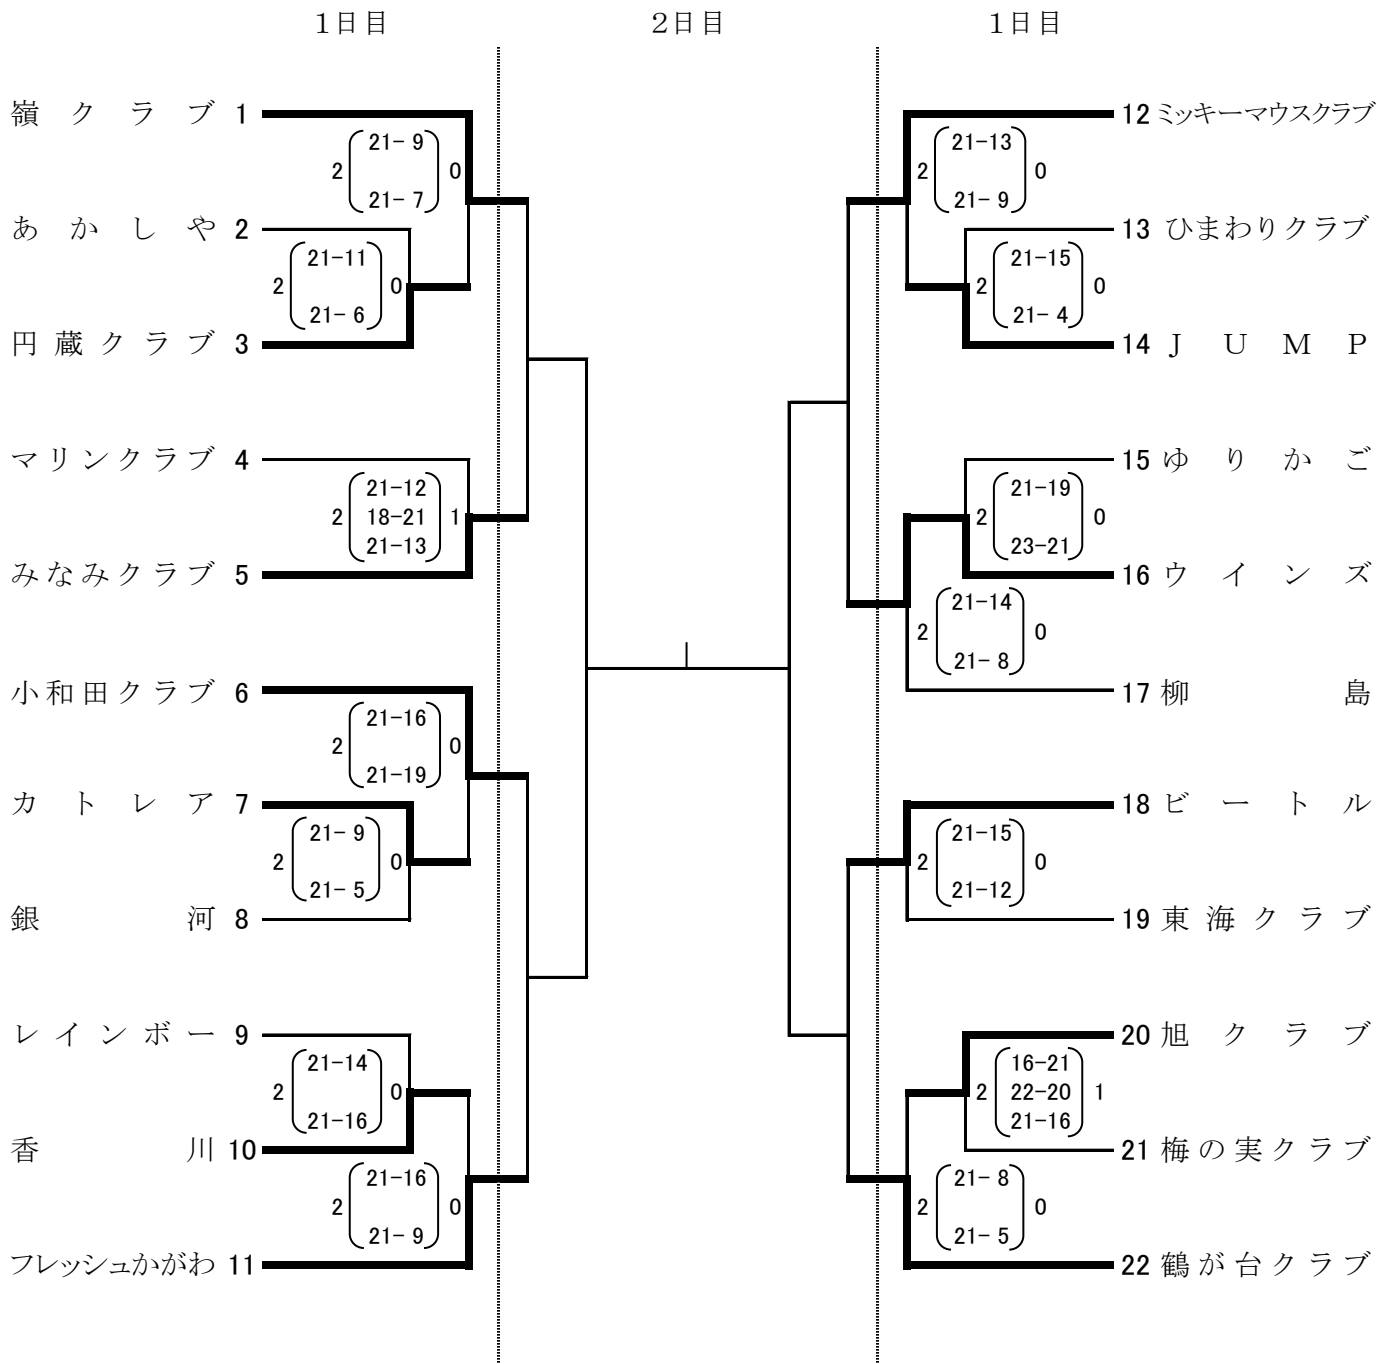 1日目 2日目 1日目
嶺クラブ 1
2 21- 9 0
21- 7
あかしや 2
2 21-11 0
21- 6
円蔵クラブ 3
マリンクラブ 4
21-12
2 18-21 1
21-13
みなみクラブ 5
小和田クラブ 6
21-16
2 0
21-19
カトレア 7
21- 9
2 0
21- 5
銀河 8
レインボー 9
21-14
2 0
21-16
香川 10
21-16
2 0
21- 9
フレッシュかがわ 11
12 ミッキーマウスクラブ
21-13
2 0
21- 9
13 ひまわりクラブ
21-15
2 0
21- 4
14 JUMP
15 ゆりかご
21-19
2 0
23-21
16 ウインズ
21-14
2 0
21- 8
17 柳島
18 ビートル
21-15
2 0
21-12
19 東海クラブ
20 旭クラブ
16-21
2 22-20 1
21-16
21 梅の実クラブ
21- 8
2 0
21- 5
22 鶴が台クラブ